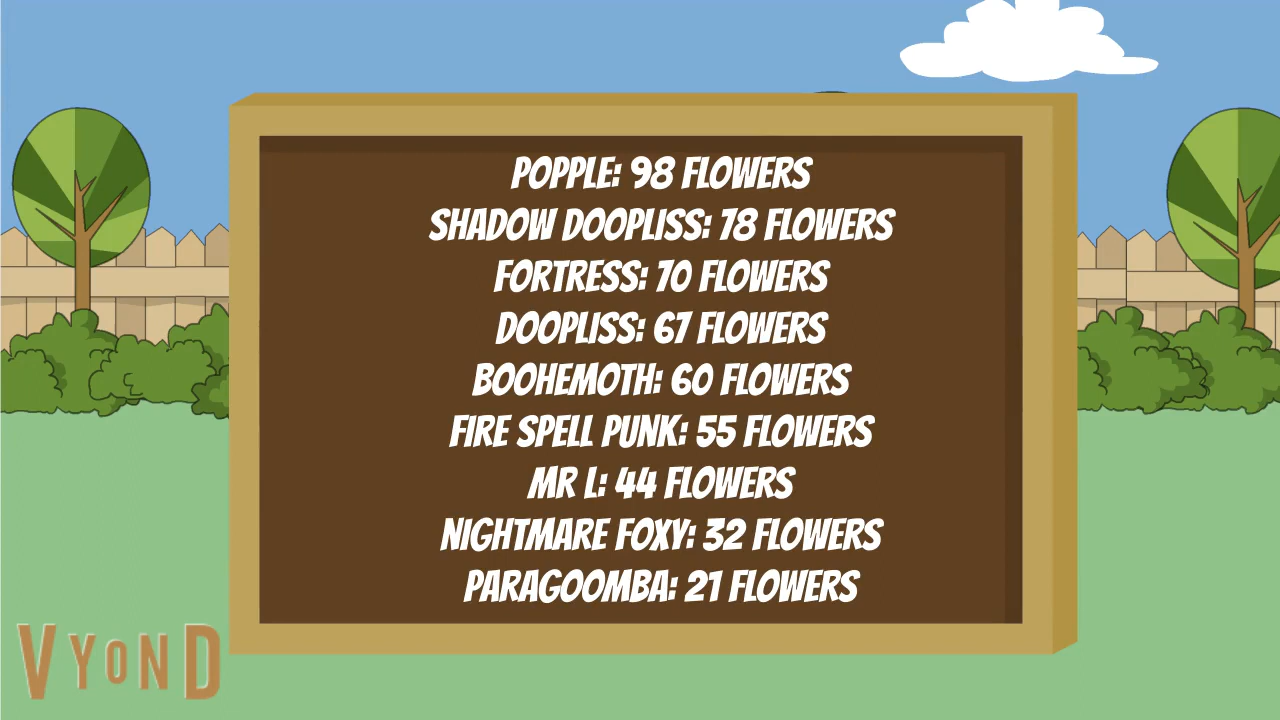 POPPLE: 98 FLOWERS
SHADOW DOOPLISS: 78 FLOWERS
FORTRESS: 70 FLOWERS
DOOPLISS: 67 FLOWERS
BOOHEMOTH: 60 FLOWERS
FIRE SPELL PUNK: 55 FLOWERS
MR L: 44 FLOWERS
NIGHTMARE FOXY: 32 FLOWERS
PARAGOOMBA: 21 FLOWERS
VYOND